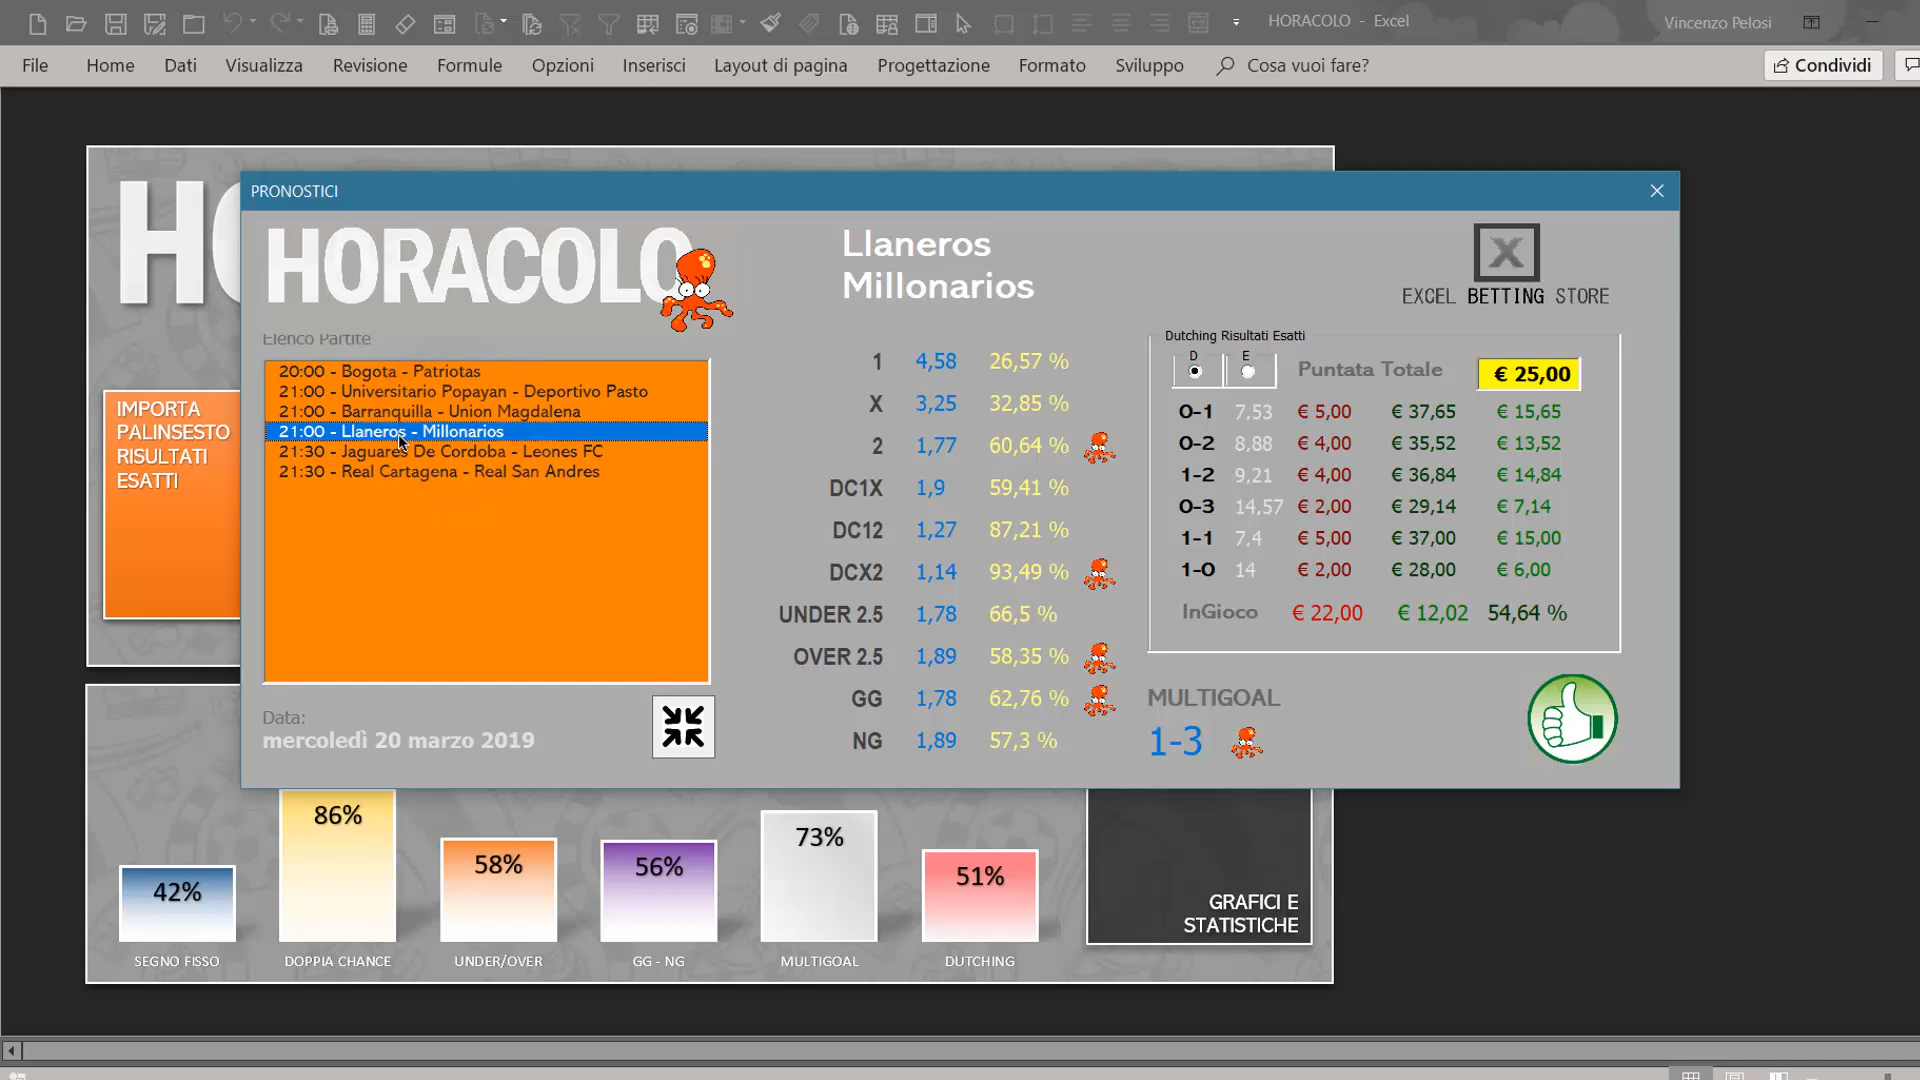 HORACOLO - Excel
Vincenzo Pelosi
File Home Dati Visualizza Revisione Formule Opzioni Inserisci Layout di pagina Progettazione Formato Sviluppo Cosa vuoi fare? Condividi
PRONOSTICI
HORACOLO
Llaneros
Millonarios
X
EXCEL BETTING STORE
IMPORTA
PALINSESTO
RISULTATI
ESATTI
Elenco Partite
20:00 - Bogota - Patriotas
21:00 - Universitario Popayan - Deportivo Pasto
21:00 - Barranquilla - Union Magdalena
21:00 - Llaneros - Millonarios
21:30 - Jaguares De Cordoba - Leones FC
21:30 - Real Cartagena - Real San Andres
Data:
mercoledì 20 marzo 2019
1 4,58 26,57 %
X 3,25 32,85 %
2 1,77 60,64 %
DC1X 1,9 59,41 %
DC12 1,27 87,21 %
DCX2 1,14 93,49 %
UNDER 2.5 1,78 66,5 %
OVER 2.5 1,89 58,35 %
GG 1,78 62,76 %
NG 1,89 57,3 %
Dutching Risultati Esatti
D E
Puntata Totale € 25,00
0-1 7,53 € 5,00 € 37,65 € 15,65
0-2 8,88 € 4,00 € 35,52 € 13,52
1-2 9,21 € 4,00 € 36,84 € 14,84
0-3 14,57 € 2,00 € 29,14 € 7,14
1-1 7,4 € 5,00 € 37,00 € 15,00
1-0 14 € 2,00 € 28,00 € 6,00
InGioco € 22,00 € 12,02 54,64 %
MULTIGOAL
1-3
42% 86% 58% 56% 73% 51%
SEGNO FISSO DOPPIA CHANCE UNDER/OVER GG - NG MULTIGOAL DUTCHING
GRAFICI E
STATISTICHE